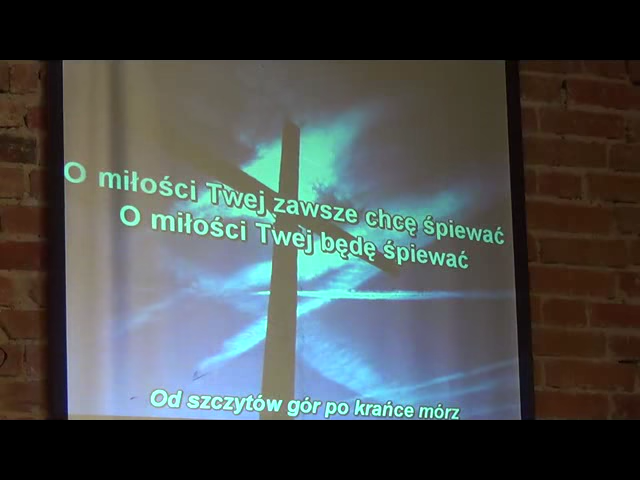 O miłości Twej zawsze chcę śpiewać
O miłości Twej będę śpiewać
Od szczytów gór po krańce mórz